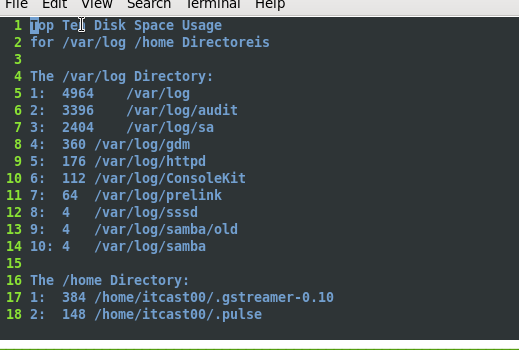 File Edit View Search Terminal Help
1 Top Ten Disk Space Usage
2 for /var/log /home Directoreis
3
4 The /var/log Directory:
5 1: 4964 /var/log
6 2: 3396 /var/log/audit
7 3: 2404 /var/log/sa
8 4: 360 /var/log/gdm
9 5: 176 /var/log/httpd
10 6: 112 /var/log/ConsoleKit
11 7: 64 /var/log/prelink
12 8: 4 /var/log/sssd
13 9: 4 /var/log/samba/old
14 10: 4 /var/log/samba
15
16 The /home Directory:
17 1: 384 /home/itcast00/.gstreamer-0.10
18 2: 148 /home/itcast00/.pulse